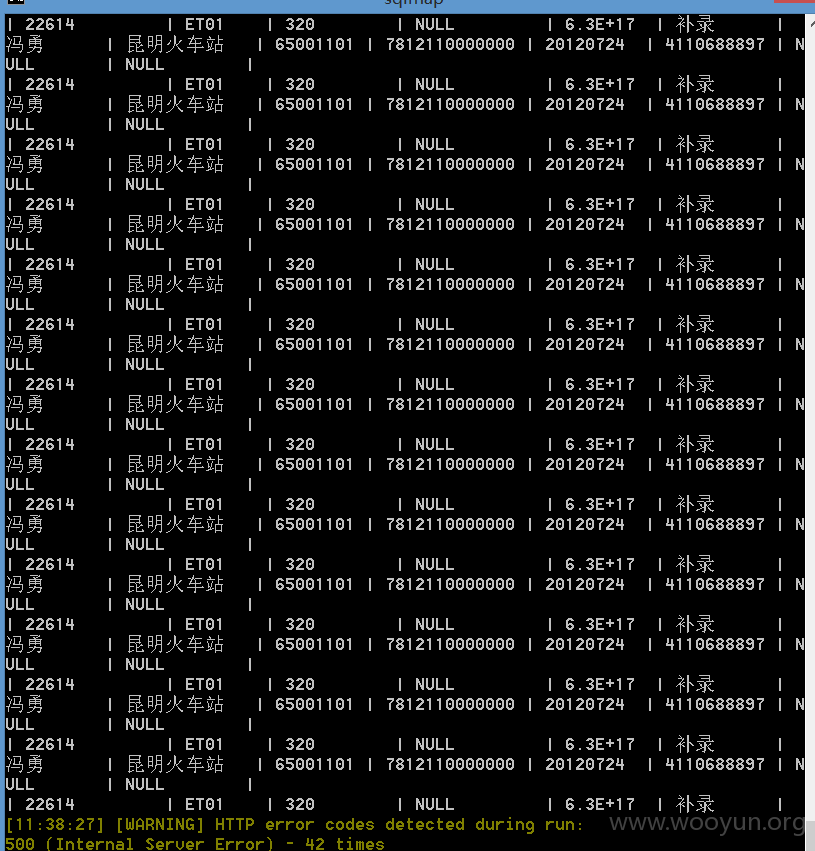 sqlmap
| 22614 | ET01 | 320 | NULL | 6.3E+17 | 补录 |
冯勇 | 昆明火车站 | 65001101 | 7812110000000 | 20120724 | 4110688897 | N
ULL | NULL |
| 22614 | ET01 | 320 | NULL | 6.3E+17 | 补录 |
冯勇 | 昆明火车站 | 65001101 | 7812110000000 | 20120724 | 4110688897 | N
ULL | NULL |
| 22614 | ET01 | 320 | NULL | 6.3E+17 | 补录 |
冯勇 | 昆明火车站 | 65001101 | 7812110000000 | 20120724 | 4110688897 | N
ULL | NULL |
| 22614 | ET01 | 320 | NULL | 6.3E+17 | 补录 |
冯勇 | 昆明火车站 | 65001101 | 7812110000000 | 20120724 | 4110688897 | N
ULL | NULL |
| 22614 | ET01 | 320 | NULL | 6.3E+17 | 补录 |
冯勇 | 昆明火车站 | 65001101 | 7812110000000 | 20120724 | 4110688897 | N
ULL | NULL |
| 22614 | ET01 | 320 | NULL | 6.3E+17 | 补录 |
冯勇 | 昆明火车站 | 65001101 | 7812110000000 | 20120724 | 4110688897 | N
ULL | NULL |
| 22614 | ET01 | 320 | NULL | 6.3E+17 | 补录 |
冯勇 | 昆明火车站 | 65001101 | 7812110000000 | 20120724 | 4110688897 | N
ULL | NULL |
| 22614 | ET01 | 320 | NULL | 6.3E+17 | 补录 |
冯勇 | 昆明火车站 | 65001101 | 7812110000000 | 20120724 | 4110688897 | N
ULL | NULL |
| 22614 | ET01 | 320 | NULL | 6.3E+17 | 补录 |
冯勇 | 昆明火车站 | 65001101 | 7812110000000 | 20120724 | 4110688897 | N
ULL | NULL |
| 22614 | ET01 | 320 | NULL | 6.3E+17 | 补录 |
冯勇 | 昆明火车站 | 65001101 | 7812110000000 | 20120724 | 4110688897 | N
ULL | NULL |
| 22614 | ET01 | 320 | NULL | 6.3E+17 | 补录 |
冯勇 | 昆明火车站 | 65001101 | 7812110000000 | 20120724 | 4110688897 | N
ULL | NULL |
| 22614 | ET01 | 320 | NULL | 6.3E+17 | 补录 |
冯勇 | 昆明火车站 | 65001101 | 7812110000000 | 20120724 | 4110688897 | N
ULL | NULL |
| 22614 | ET01 | 320 | NULL | 6.3E+17 | 补录 |
冯勇 | 昆明火车站 | 65001101 | 7812110000000 | 20120724 | 4110688897 | N
ULL | NULL |
| 22614 | ET01 | 320 | NULL | 6.3E+17 | 补录 |
[11:38:27] [WARNING] HTTP error codes detected during run:
500 (Internal Server Error) - 42 times
www.wooyun.org